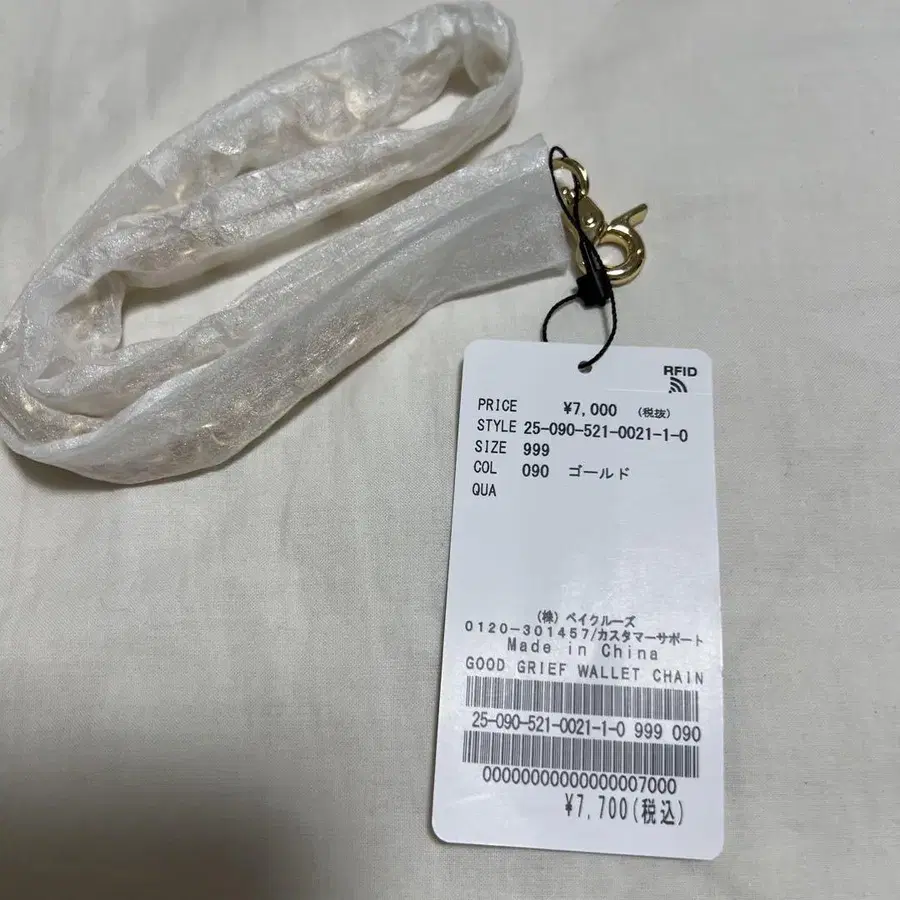 RFID
PRICE ¥7,000 (税抜)
STYLE 25-090-521-0021-1-0
SIZE 999
COL 090 ゴールド
QUA
(株) ベイクルーズ
0120-301457/カスタマーサポート
Made in China
GOOD GRIEF WALLET CHAIN
25-090-521-0021-1-0 999 090
00000000000000007000
¥7,700(税込)